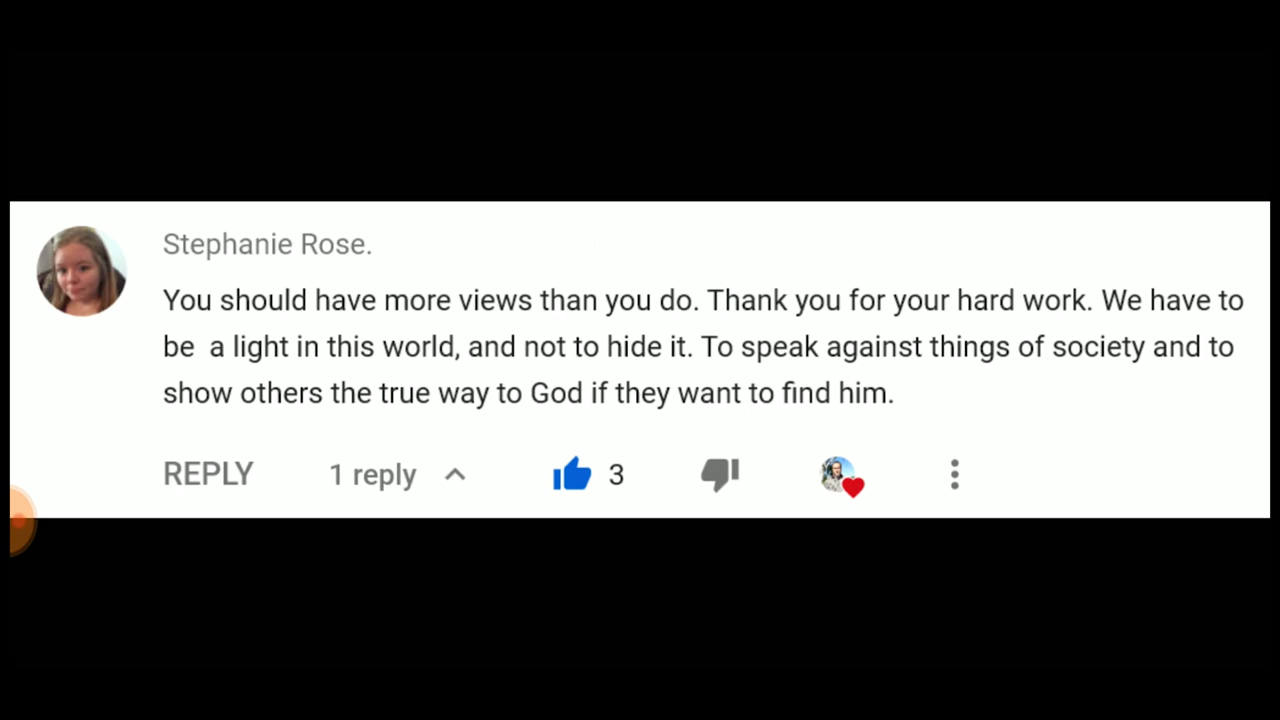 Stephanie Rose.
You should have more views than you do. Thank you for your hard work. We have to
be  a light in this world, and not to hide it. To speak against things of society and to
show others the true way to God if they want to find him.
REPLY 1 reply 3